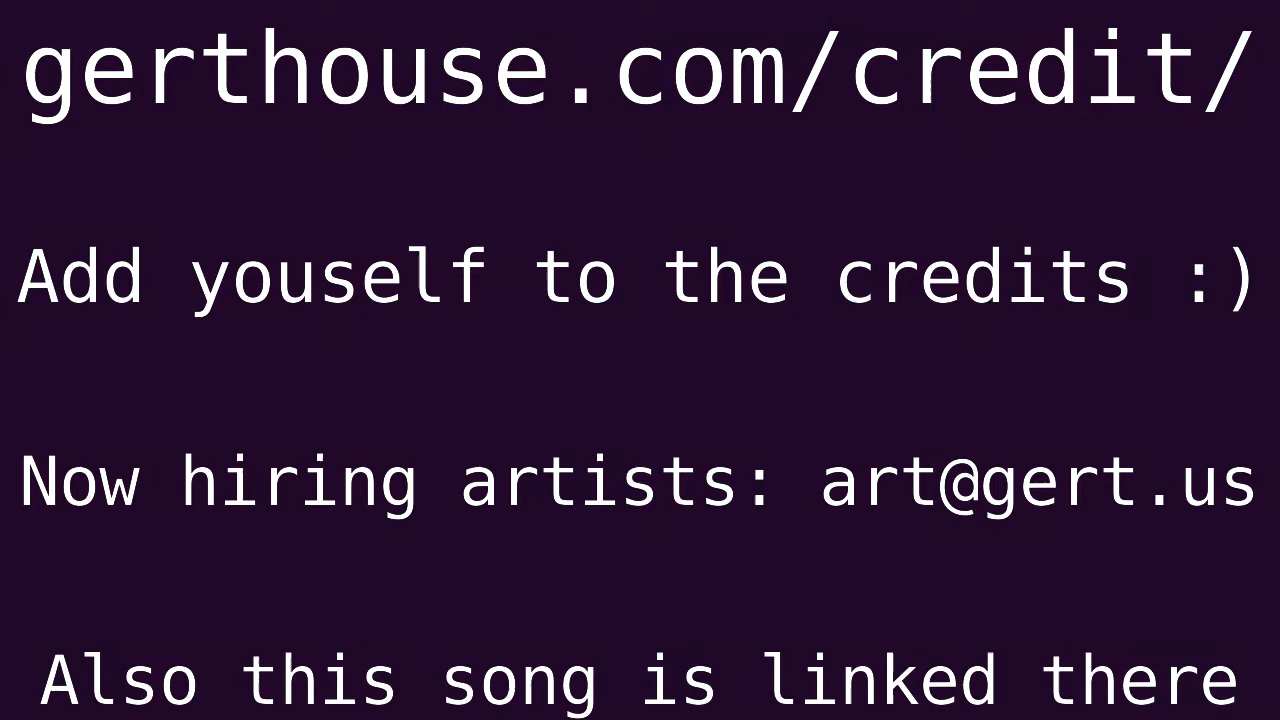 gerthouse.com/credit/
Add youself to the credits :)
Now hiring artists: art@gert.us
Also this song is linked there